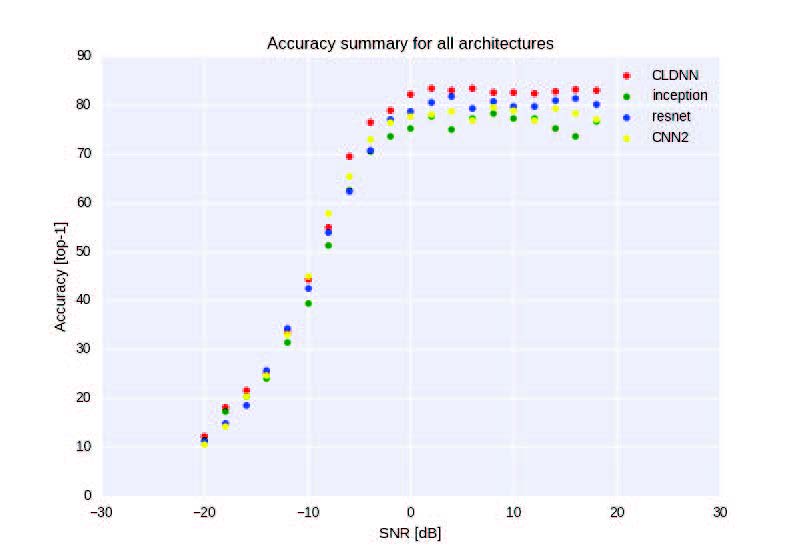 Accuracy summary for all architectures
90
80
70
60
50
40
30
20
10
0
Accuracy [top-1]
CLDNN
inception
resnet
CNN2
−30
−20
−10
0
10
20
30
SNR [dB]